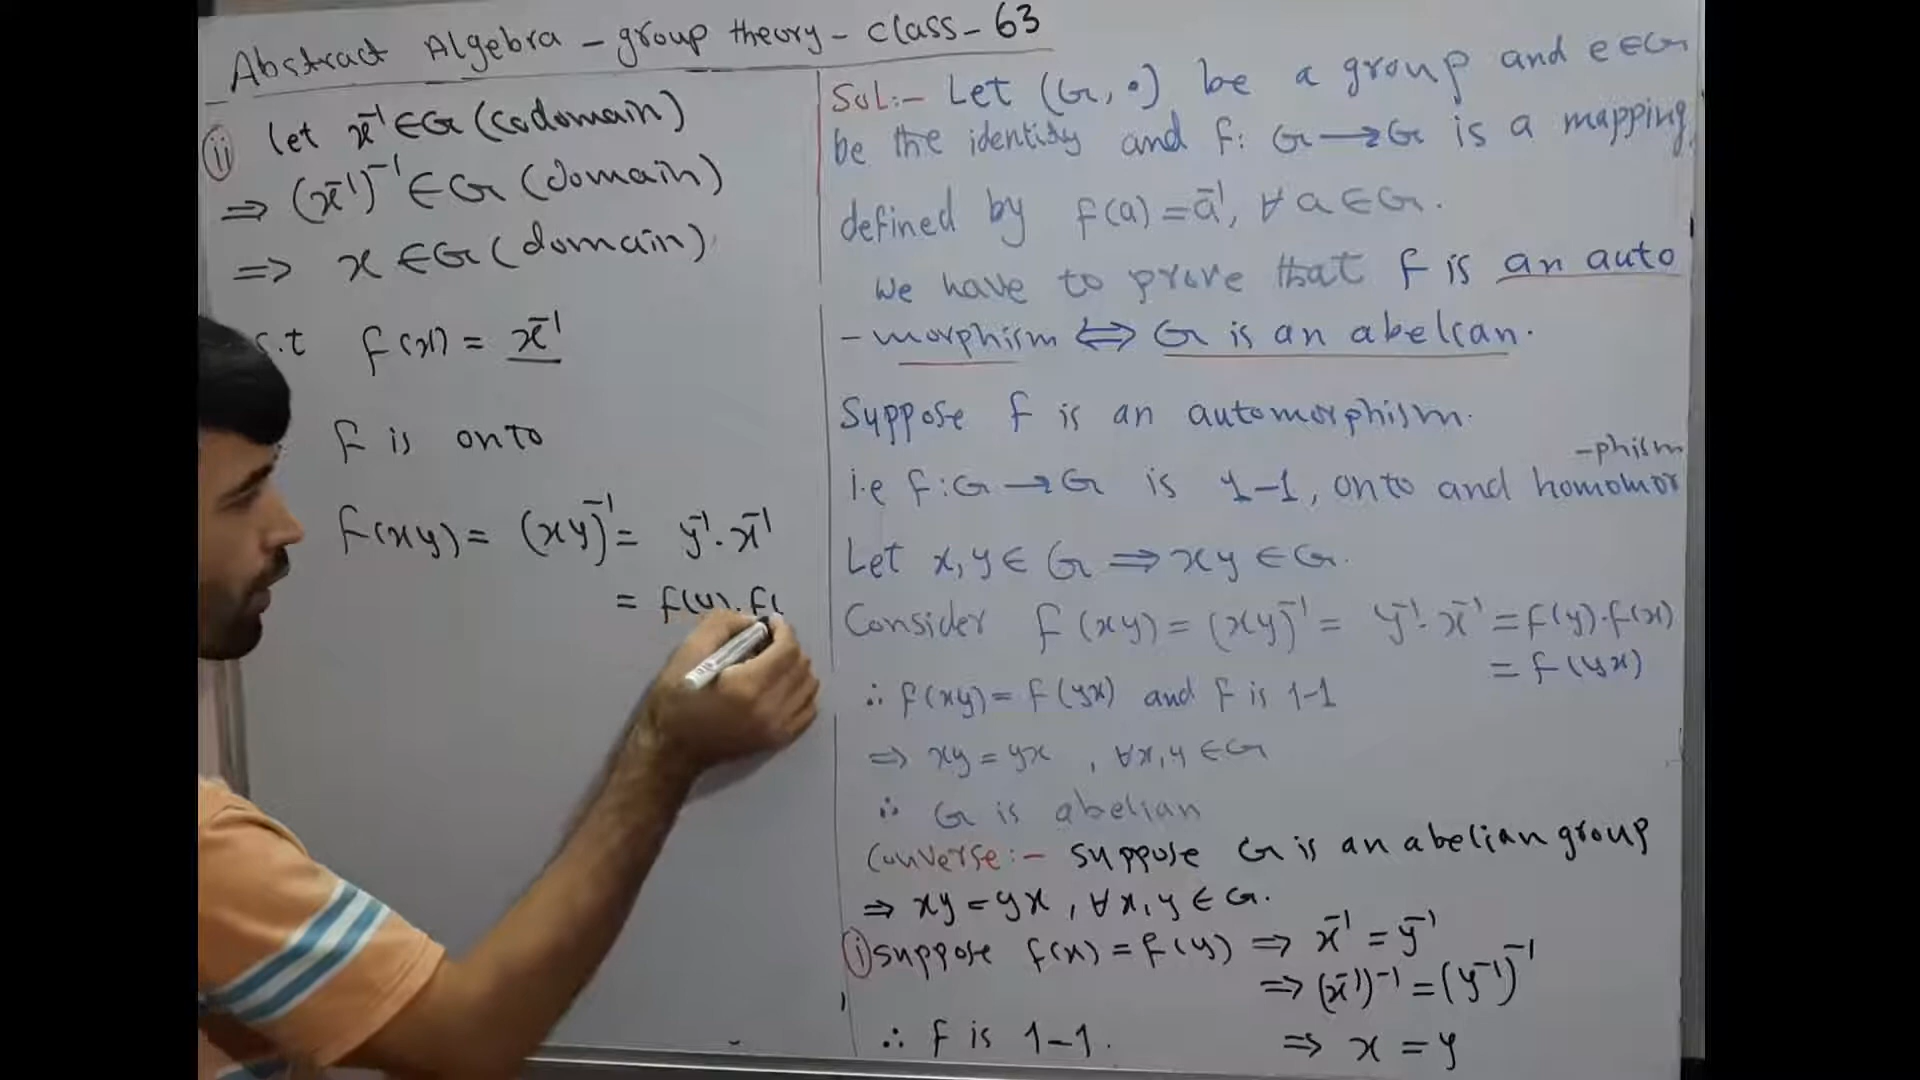 Abstract Algebra - group theory - class - 63
(ii) let x⁻¹ ∈ G (codomain)
⇒ (x⁻¹)⁻¹ ∈ G (domain)
⇒ x ∈ G (domain)
s.t f(x) = x⁻¹
f is onto
f(xy) = (xy)⁻¹ = y⁻¹. x⁻¹
= f(y). f(
Sol:- Let (G, •) be a group and e ∈ G
be the identity and f: G → G is a mapping
defined by f(a) = a⁻¹, ∀ a ∈ G.
We have to prove that f is an auto
-morphism ⇔ G is an abelian.
Suppose f is an automorphism.
i.e f: G → G is 1-1, onto and homomor
-phism
Let x, y ∈ G ⇒ xy ∈ G.
Consider f(xy) = (xy)⁻¹ = y⁻¹. x⁻¹ = f(y). f(x)
= f(yx)
∴ f(xy) = f(yx) and f is 1-1
⇒ xy = yx , ∀ x, y ∈ G
∴ G is abelian
Converse:- Suppose G is an abelian group
⇒ xy = yx , ∀ x, y ∈ G.
(i) suppose f(x) = f(y) ⇒ x⁻¹ = y⁻¹
⇒ (x⁻¹)⁻¹ = (y⁻¹)⁻¹
∴ f is 1-1. ⇒ x = y